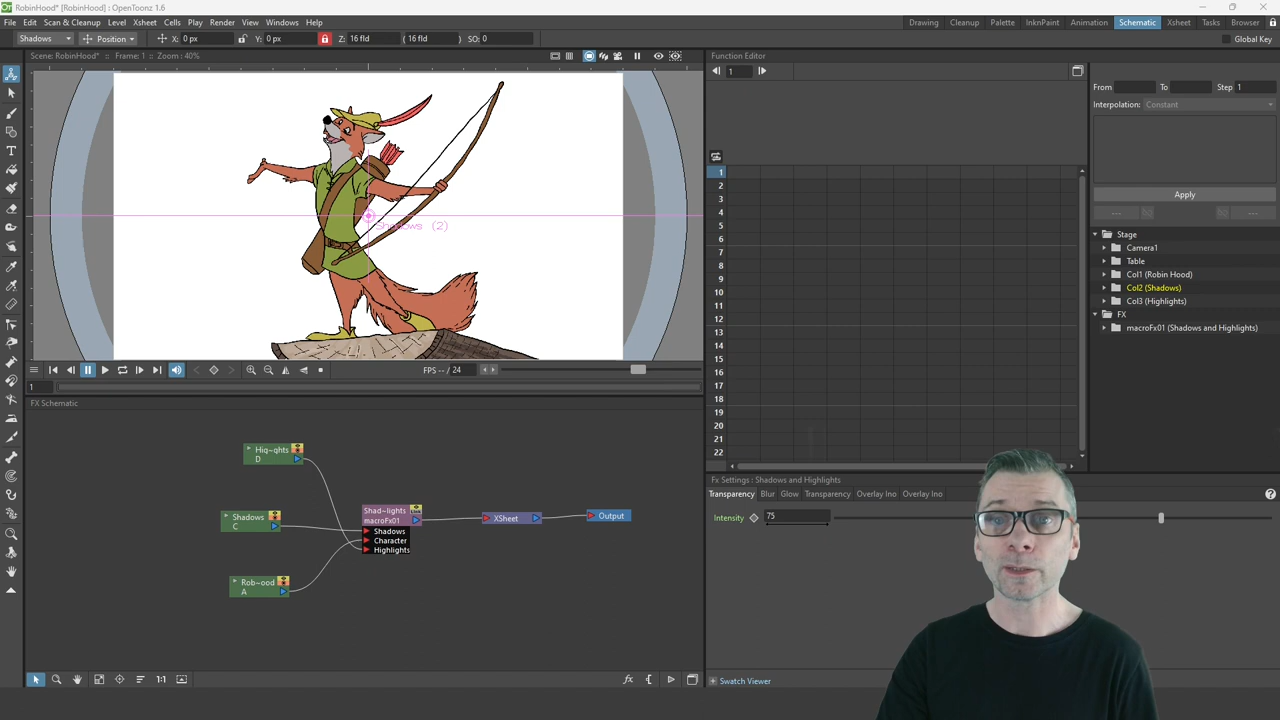 RobinHood* [RobinHood] : OpenToonz 1.6
File Edit Scan & Cleanup Level Xsheet Cells Play Render View Windows Help
Drawing Cleanup Palette InknPaint Animation Schematic Xsheet Tasks Browser
Shadows Position X: 0 px Y: 0 px Z: 16 fld ( 16 fld ) SO: 0 Global Key
Scene: RobinHood* : Frame: 1 : Zoom : 40%
Shadows (2)
FPS -- / 24
1
FX Schematic
Hig~ghts
D
Shadows
C
Rob~ood
A
Shad~lights
macroFx01
Shadows
Character
Highlights
XSheet
Output
1:1
fx
Function Editor
1
1
2
3
4
5
6
7
8
9
10
11
12
13
14
15
16
17
18
19
20
21
22
From To Step 1
Interpolation: Constant
Apply
--- ---
Stage
Camera1
Table
Col1 (Robin Hood)
Col2 (Shadows)
Col3 (Highlights)
FX
macroFx01 (Shadows and Highlights)
Fx Settings : Shadows and Highlights
Transparency Blur Glow Transparency Overlay Ino Overlay Ino
Intensity 75
Swatch Viewer